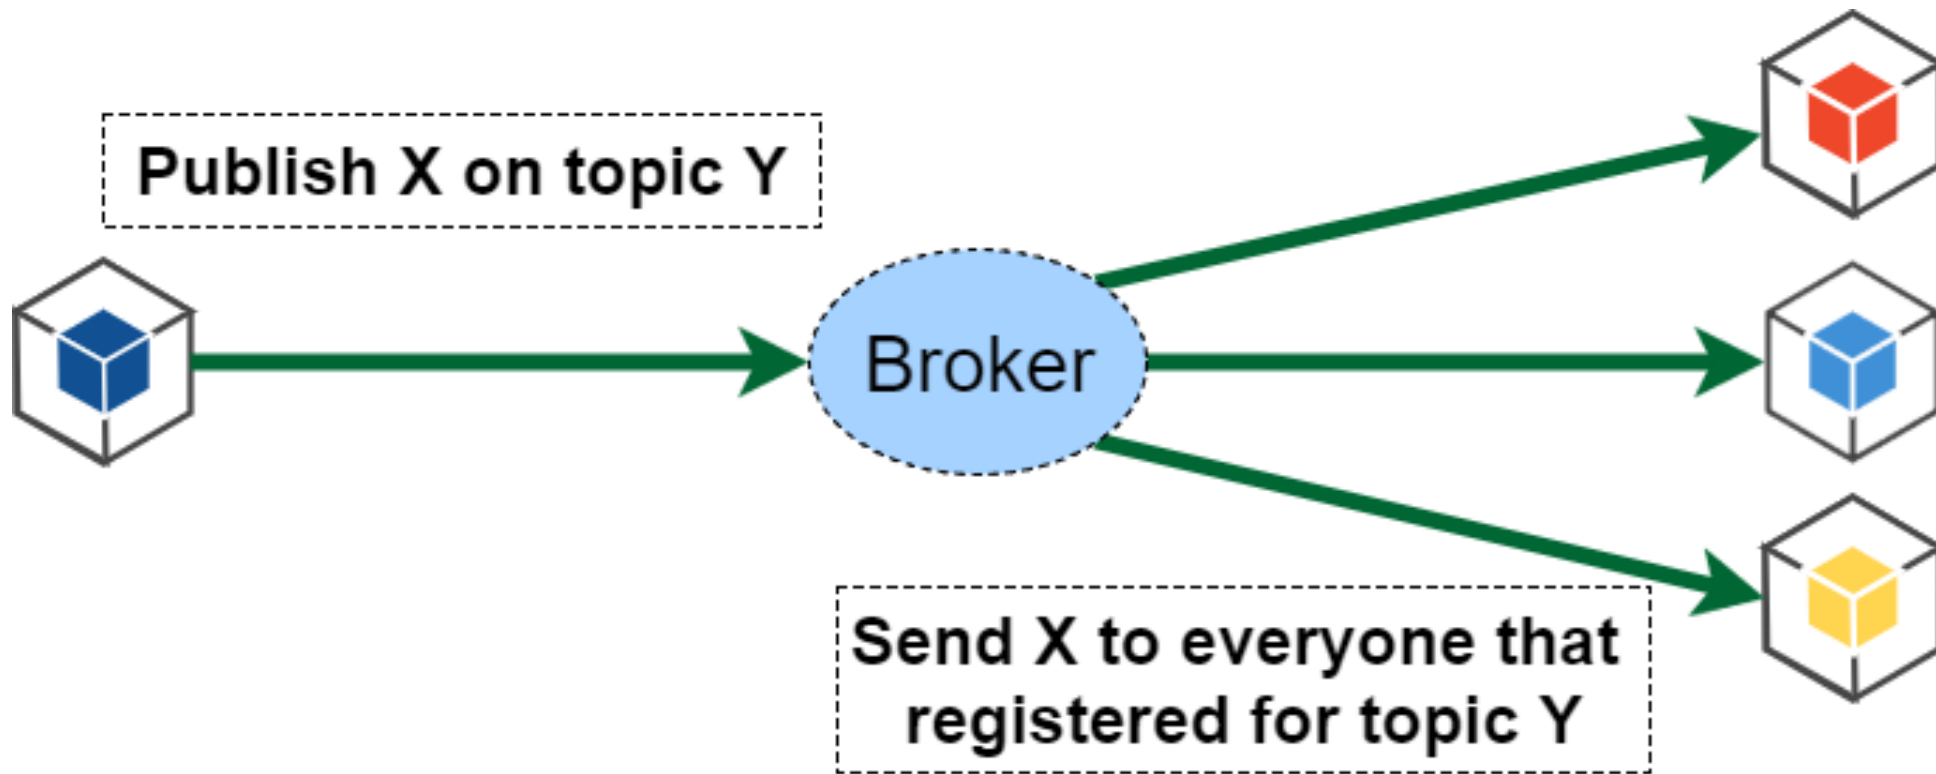 Publish X on topic Y
Broker
Send X to everyone that
registered for topic Y